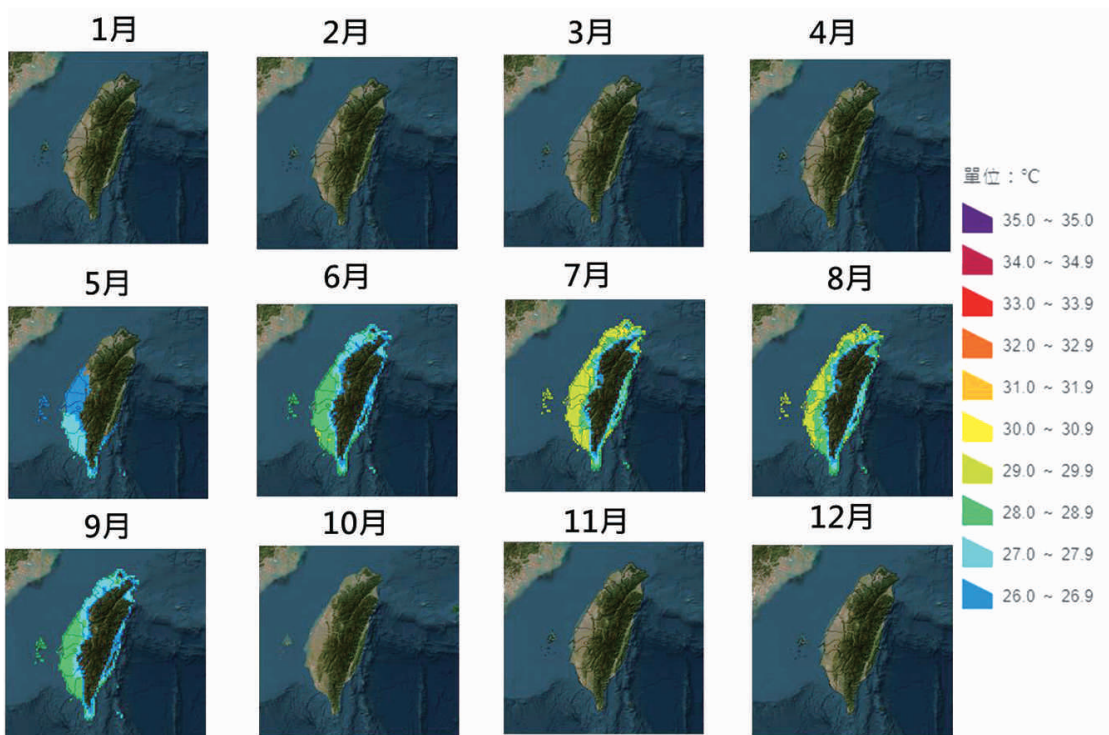 1月
2月
3月
4月
單位：℃
35.0 ~ 35.0
34.0 ~ 34.9
33.0 ~ 33.9
32.0 ~ 32.9
31.0 ~ 31.9
30.0 ~ 30.9
29.0 ~ 29.9
28.0 ~ 28.9
27.0 ~ 27.9
26.0 ~ 26.9
5月
6月
7月
8月
9月
10月
11月
12月